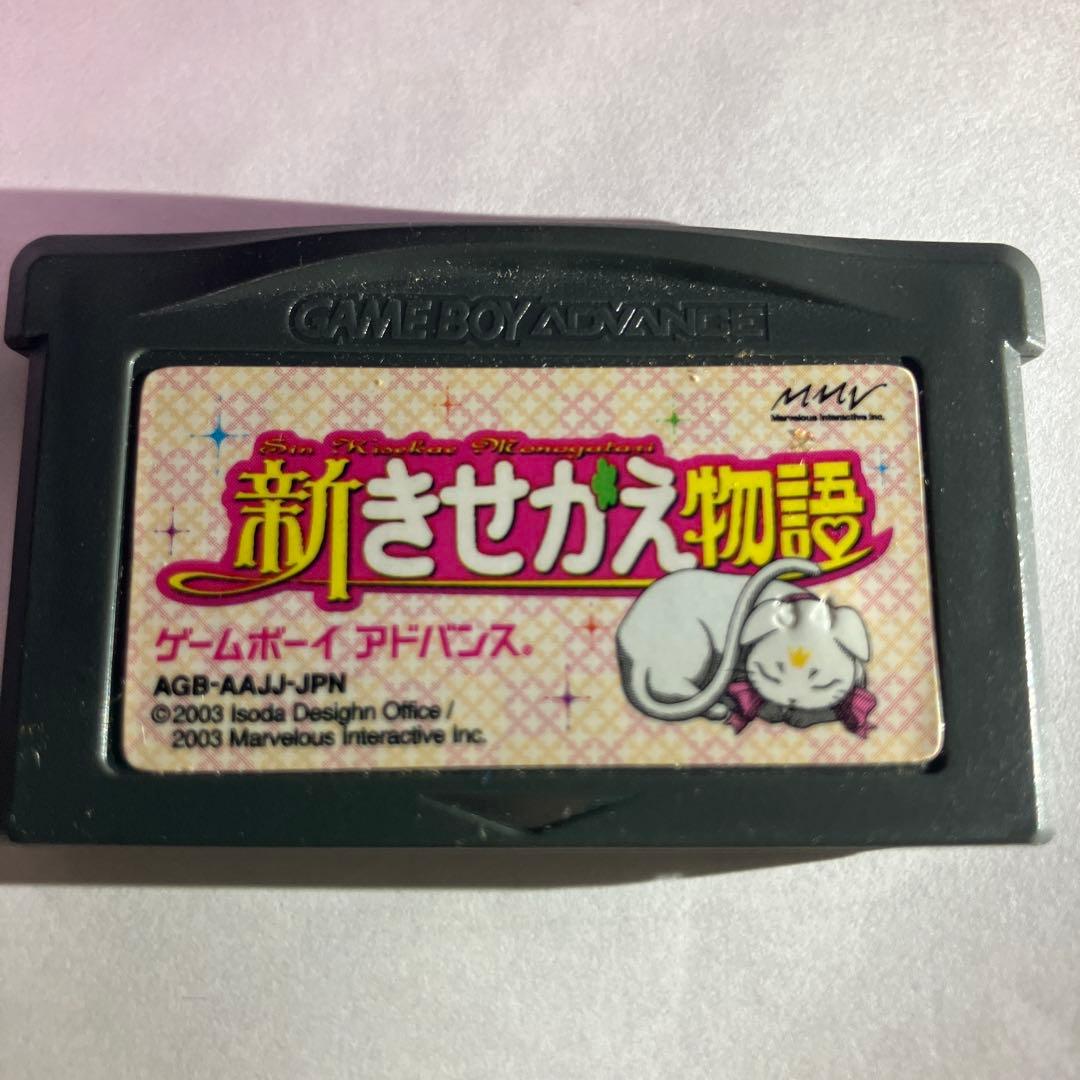 GAME BOY ADVANCE
MMV
Marvelous Interactive Inc.
Sin Kisekae Monogatari
新きせかえ物語
ゲームボーイ アドバンス®
AGB-AAJJ-JPN
©2003 Isoda Desighn Office /
2003 Marvelous Interactive Inc.